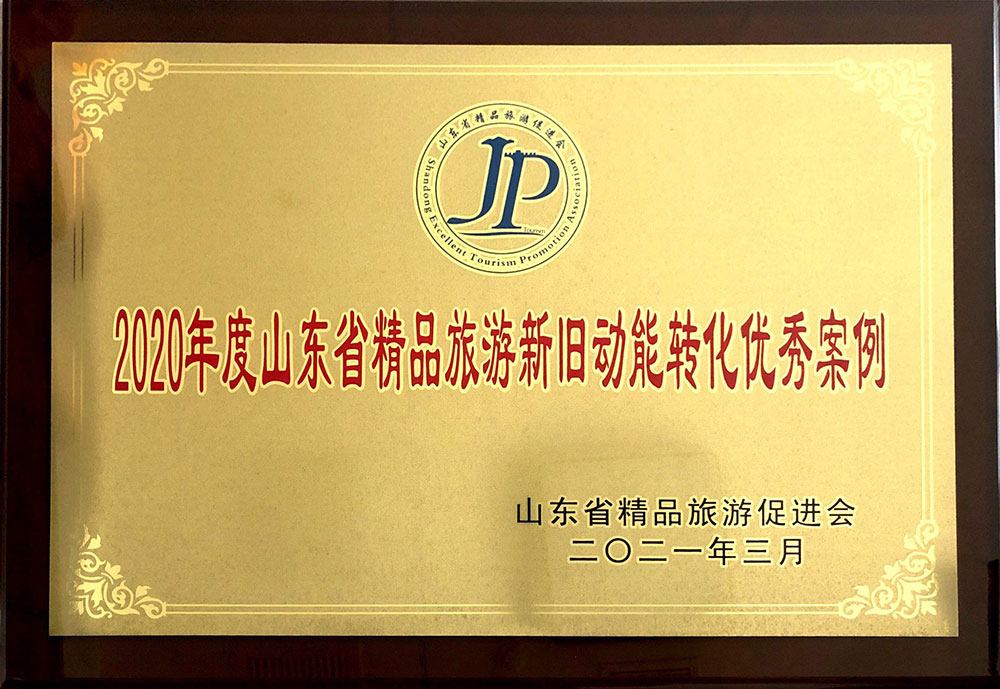 山东省精品旅游促进会
JP
Tourism
Shandong Excellent Tourism Promotion Association
2020年度山东省精品旅游新旧动能转化优秀案例
山东省精品旅游促进会
二〇二一年三月